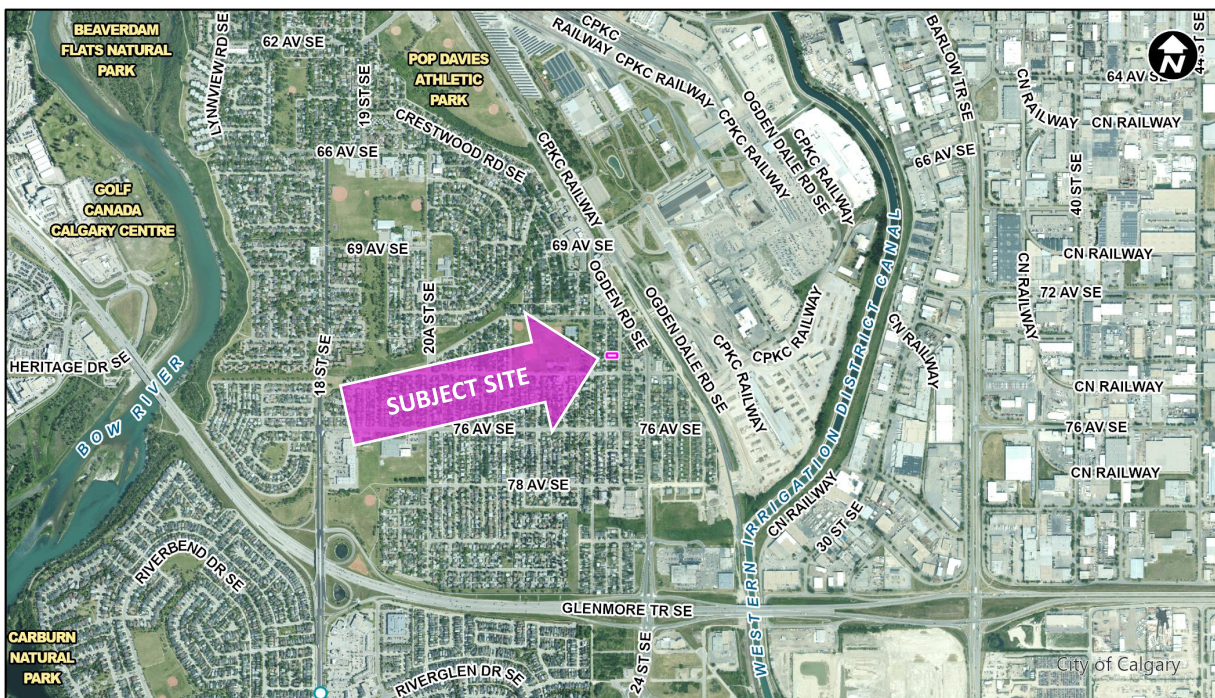 BEAVERDAM
FLATS NATURAL
PARK
LYNNVIEW RD SE
62 AV SE
19 ST SE
POP DAVIES
ATHLETIC
PARK
CPKC
RAILWAY
CPKC RAILWAY
BARLOW TR SE
44 ST SE
N
64 AV SE
CN RAILWAY
CN RAILWAY
CRESTWOOD RD SE
66 AV SE
CPKC RAILWAY
CPKC RAILWAY
OGDEN DALE RD SE
CPKC RAILWAY
66 AV SE
40 ST SE
GOLF
CANADA
CALGARY CENTRE
69 AV SE
69 AV SE
OGDEN RD SE
OGDEN DALE RD SE
CN RAILWAY
CN RAILWAY
72 AV SE
20A ST SE
18 ST SE
HERITAGE DR SE
BOW RIVER
SUBJECT SITE
CPKC RAILWAY
CPKC RAILWAY
WESTERN IRRIGATION DISTRICT CANAL
CN RAILWAY
CN RAILWAY
76 AV SE
76 AV SE
76 AV SE
CN RAILWAY
78 AV SE
CN RAILWAY
30 ST SE
RIVERBEND DR SE
GLENMORE TR SE
CARBURN
NATURAL
PARK
RIVERGLEN DR SE
24 ST SE
City of Calgary